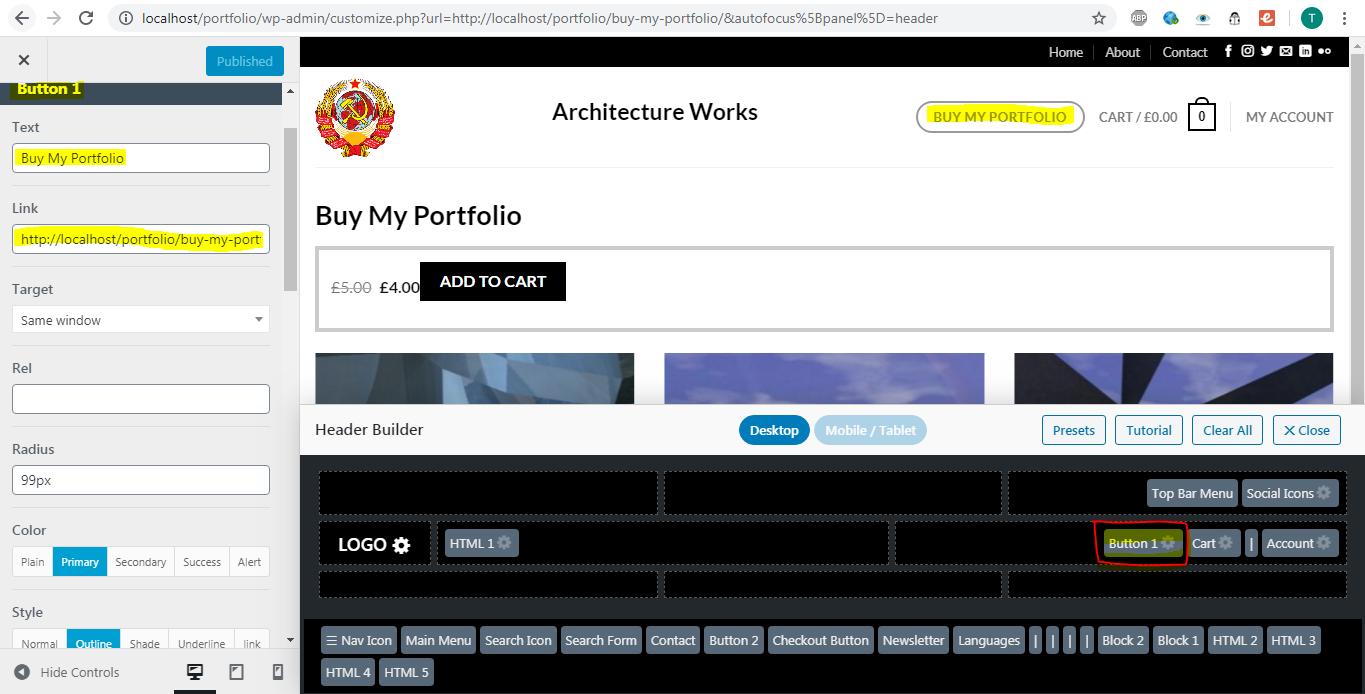 localhost/portfolio/wp-admin/customize.php?url=http://localhost/portfolio/buy-my-portfolio/&autofocus%5Bpanel%5D=header
ABP
T
Published
Button 1
Text
Buy My Portfolio
Link
http://localhost/portfolio/buy-my-port
Target
Same window
Rel
Radius
99px
Color
Plain Primary Secondary Success Alert
Style
Normal Outline Shade Underline link
Hide Controls
Home About Contact
Architecture Works
BUY MY PORTFOLIO CART / £0.00 0 MY ACCOUNT
Buy My Portfolio
£5.00 £4.00 ADD TO CART
Header Builder Desktop Mobile / Tablet Presets Tutorial Clear All Close
Top Bar Menu Social Icons
LOGO HTML 1 Button 1 Cart | Account
Nav Icon Main Menu Search Icon Search Form Contact Button 2 Checkout Button Newsletter Languages | | | | Block 2 Block 1 HTML 2 HTML 3
HTML 4 HTML 5